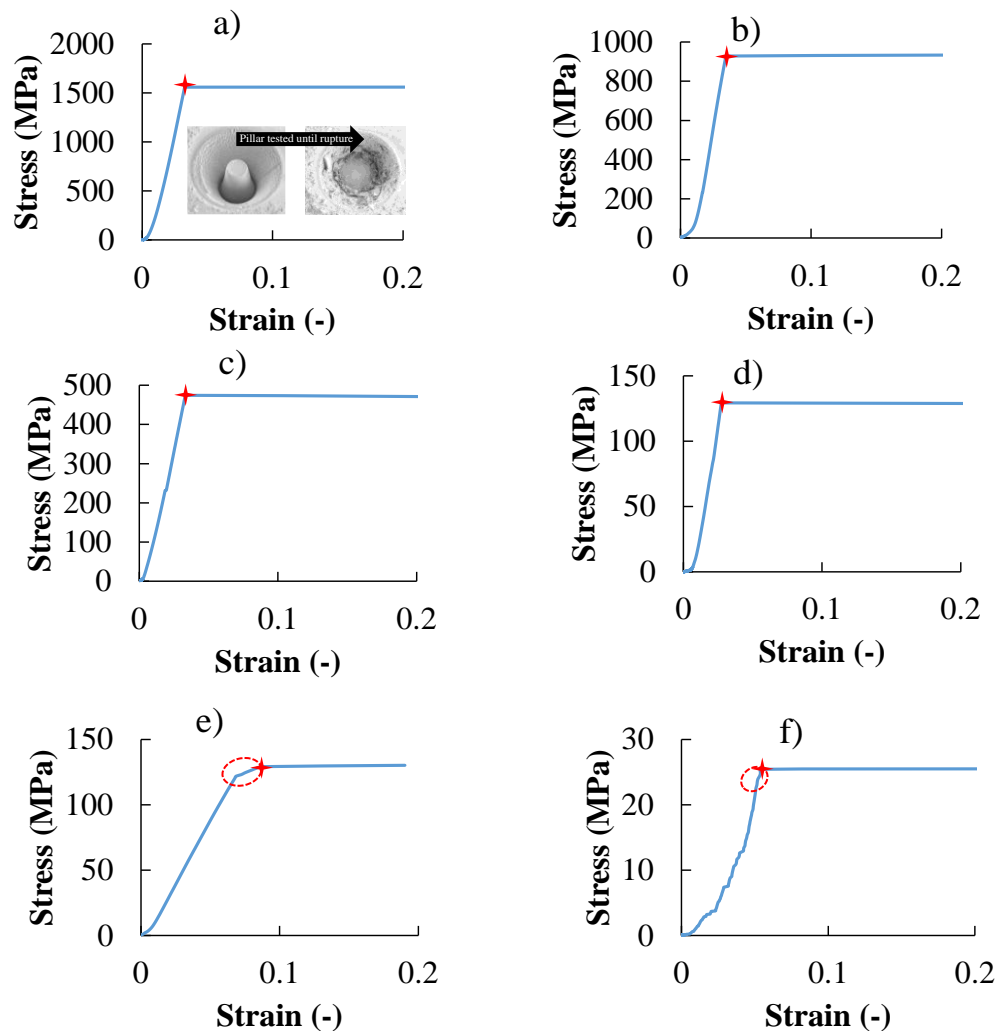 a)
Stress (MPa)
2000
1500
1000
500
0
Pillar tested until rupture
0 0.1 0.2
Strain (-)
b)
Stress (MPa)
1000
800
600
400
200
0
0 0.1 0.2
Strain (-)
c)
Stress (MPa)
500
400
300
200
100
0
0 0.1 0.2
Strain (-)
d)
Stress (MPa)
150
100
50
0
0 0.1 0.2
Strain (-)
e)
Stress (MPa)
150
100
50
0
0 0.1 0.2
Strain (-)
f)
Stress (MPa)
30
20
10
0
0 0.1 0.2
Strain (-)